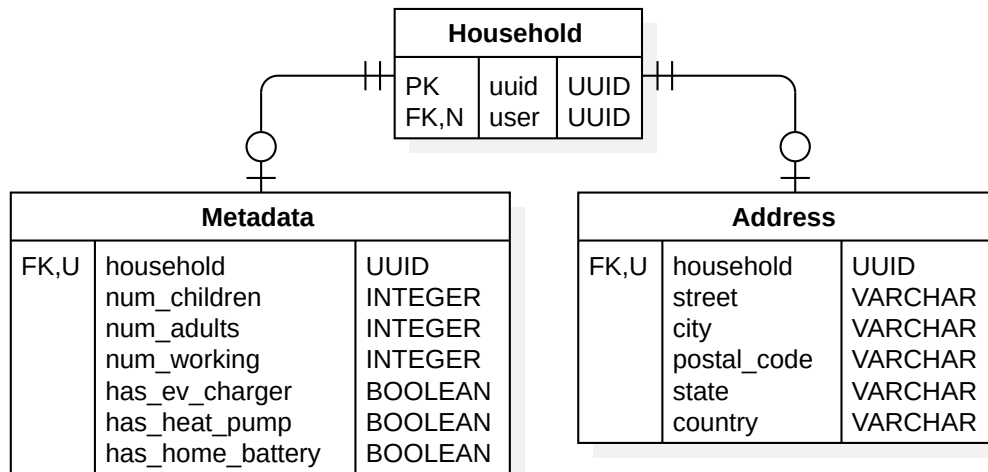 Household
PK uuid UUID
FK,N user UUID
Metadata
FK,U household UUID
num_children INTEGER
num_adults INTEGER
num_working INTEGER
has_ev_charger BOOLEAN
has_heat_pump BOOLEAN
has_home_battery BOOLEAN
Address
FK,U household UUID
street VARCHAR
city VARCHAR
postal_code VARCHAR
state VARCHAR
country VARCHAR